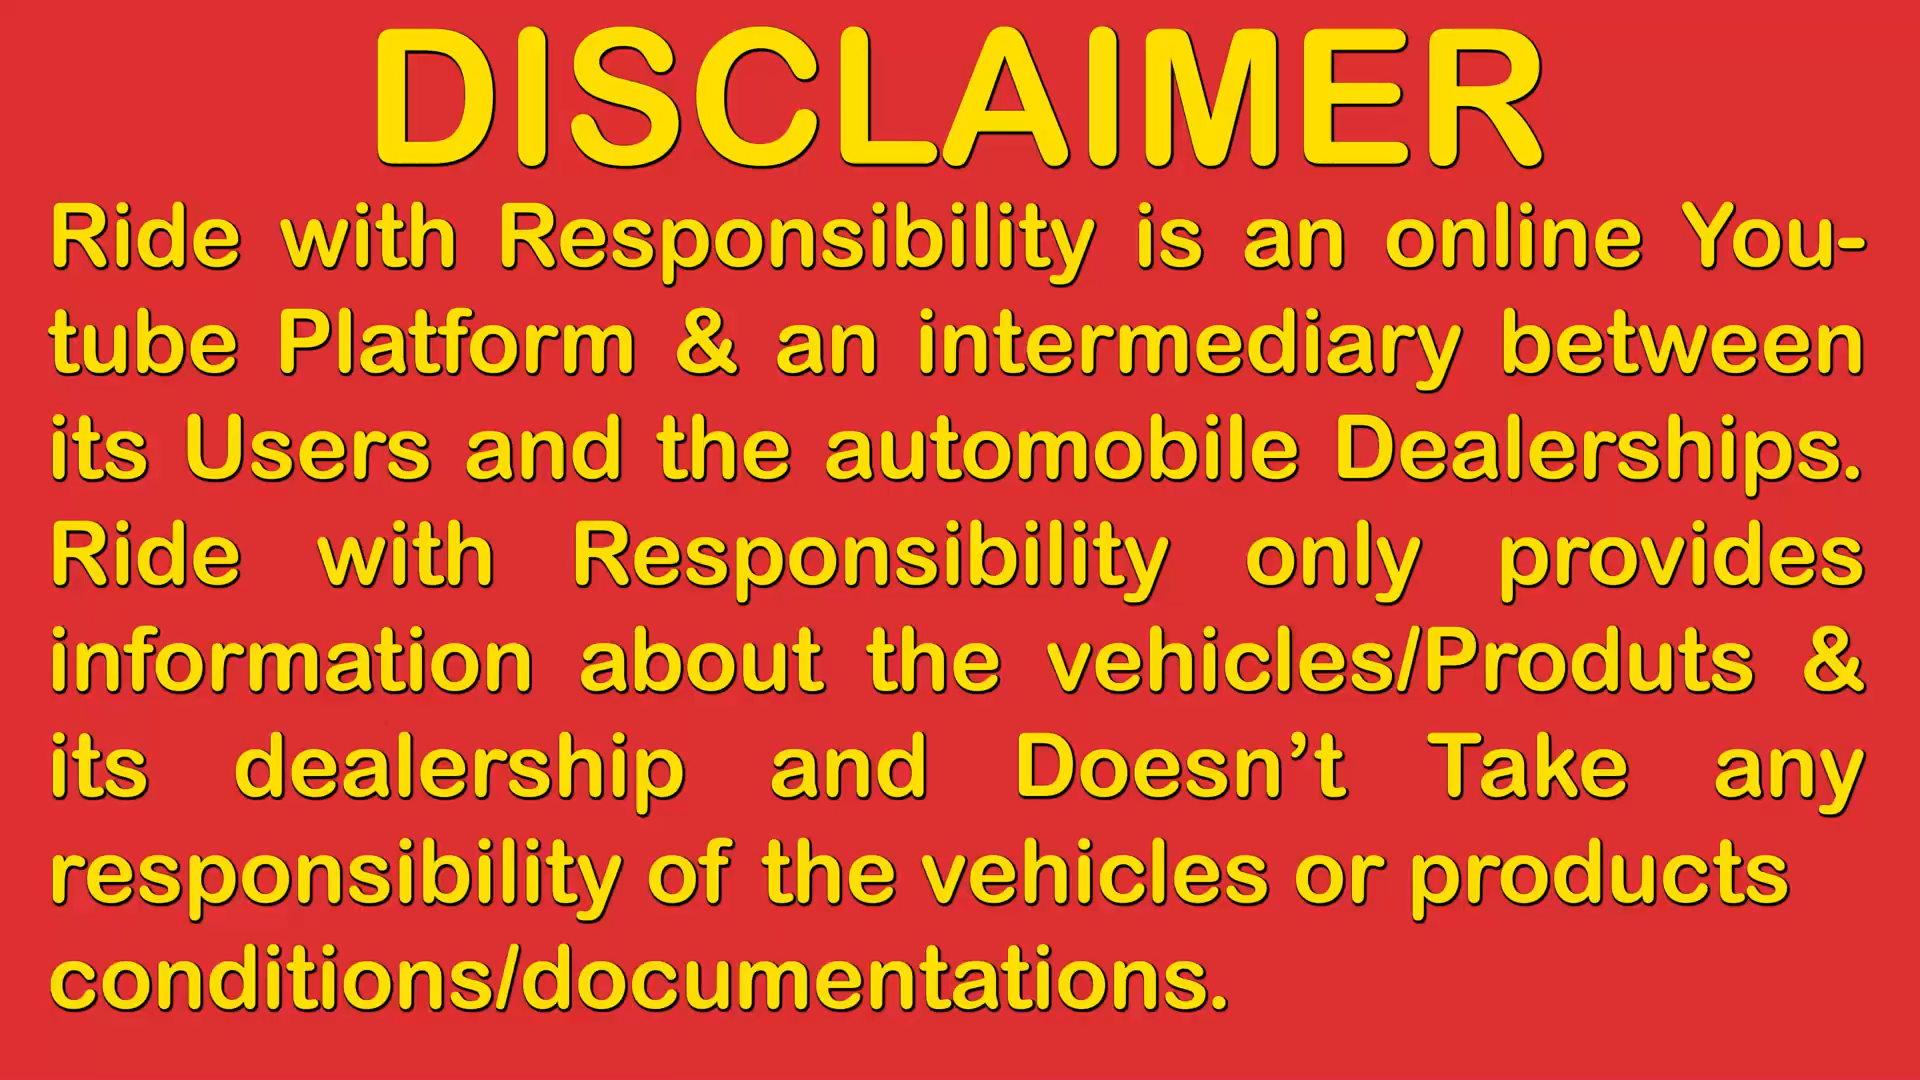 DISCLAIMER
Ride with Responsibility is an online You-
tube Platform & an intermediary between
its Users and the automobile Dealerships.
Ride with Responsibility only provides
information about the vehicles/Produts &
its dealership and Doesn’t Take any
responsibility of the vehicles or products
conditions/documentations.